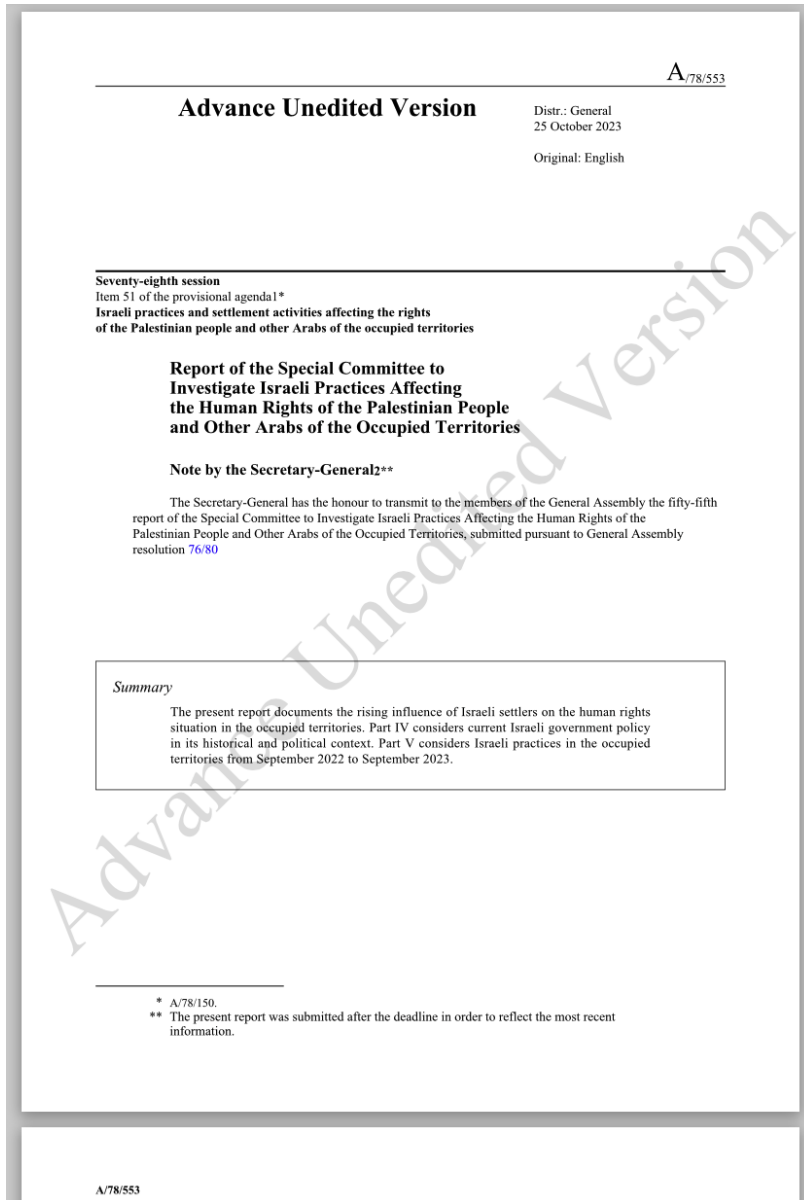 A/78/553
Advance Unedited Version
Distr.: General
25 October 2023
Original: English
Seventy-eighth session
Item 51 of the provisional agenda1*
Israeli practices and settlement activities affecting the rights
of the Palestinian people and other Arabs of the occupied territories
Report of the Special Committee to
Investigate Israeli Practices Affecting
the Human Rights of the Palestinian People
and Other Arabs of the Occupied Territories
Note by the Secretary-General2**
The Secretary-General has the honour to transmit to the members of the General Assembly the fifty-fifth
report of the Special Committee to Investigate Israeli Practices Affecting the Human Rights of the
Palestinian People and Other Arabs of the Occupied Territories, submitted pursuant to General Assembly
resolution 76/80
Summary
The present report documents the rising influence of Israeli settlers on the human rights
situation in the occupied territories. Part IV considers current Israeli government policy
in its historical and political context. Part V considers Israeli practices in the occupied
territories from September 2022 to September 2023.
* A/78/150.
** The present report was submitted after the deadline in order to reflect the most recent
information.
Advance Unedited Version
A/78/553